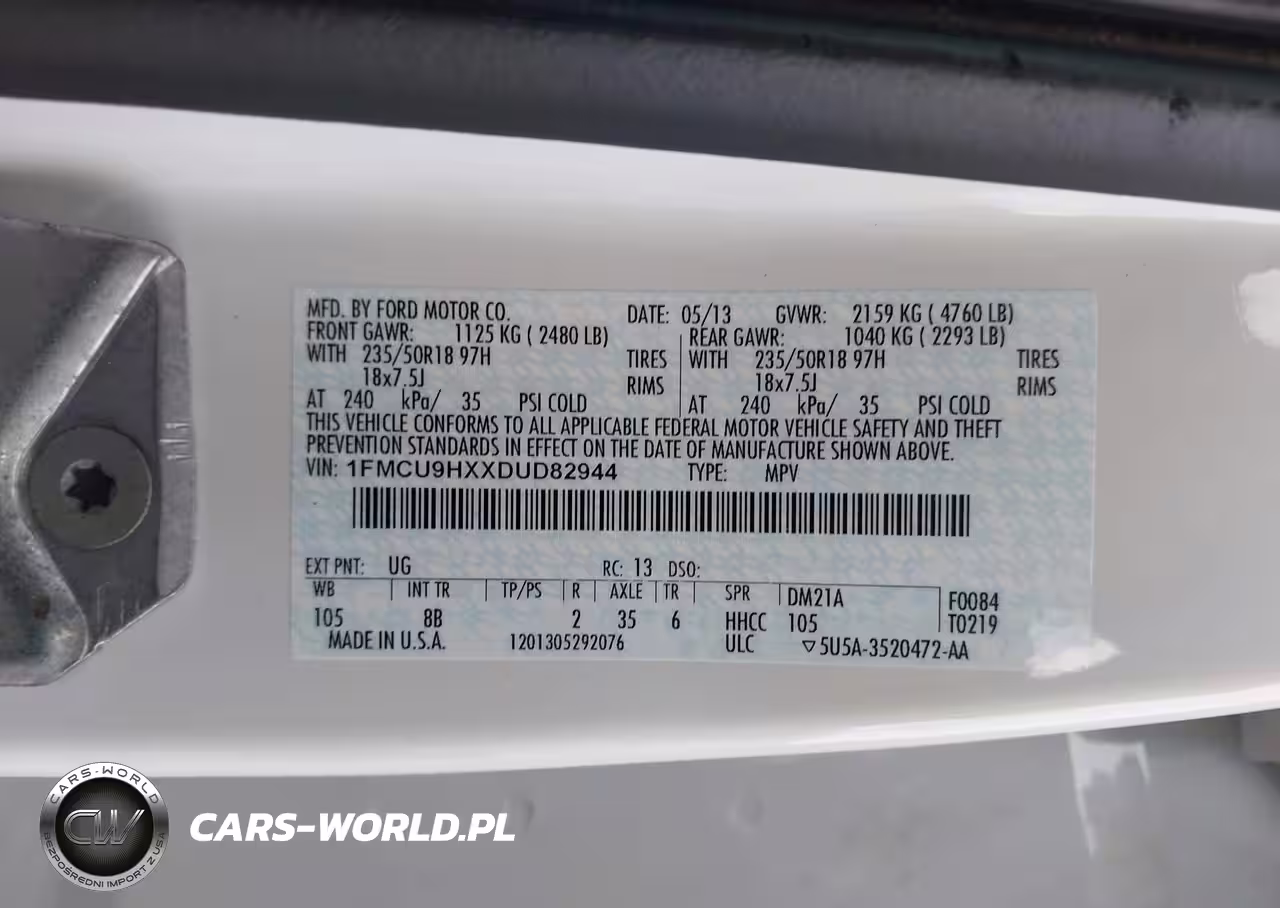 MFD. BY FORD MOTOR CO. DATE: 05/13 GVWR: 2159 KG ( 4760 LB)
FRONT GAWR: 1125 KG ( 2480 LB) REAR GAWR: 1040 KG ( 2293 LB)
WITH 235/50R18 97H TIRES WITH 235/50R18 97H TIRES
18x7.5J RIMS 18x7.5J RIMS
AT 240 kPa/ 35 PSI COLD AT 240 kPa/ 35 PSI COLD
THIS VEHICLE CONFORMS TO ALL APPLICABLE FEDERAL MOTOR VEHICLE SAFETY AND THEFT
PREVENTION STANDARDS IN EFFECT ON THE DATE OF MANUFACTURE SHOWN ABOVE.
VIN: 1FMCU9HXXDUD82944 TYPE: MPV
EXT PNT: UG RC: 13 DSO:
WB INT TR TP/PS R AXLE TR SPR DM21A F0084
105 8B 2 35 6 HHCC 105 T0219
MADE IN U.S.A. 1201305292076 ULC ▽5U5A-3520472-AA
CARS-WORLD
CW
BEZPOŚREDNI IMPORT Z USA
CARS-WORLD.PL